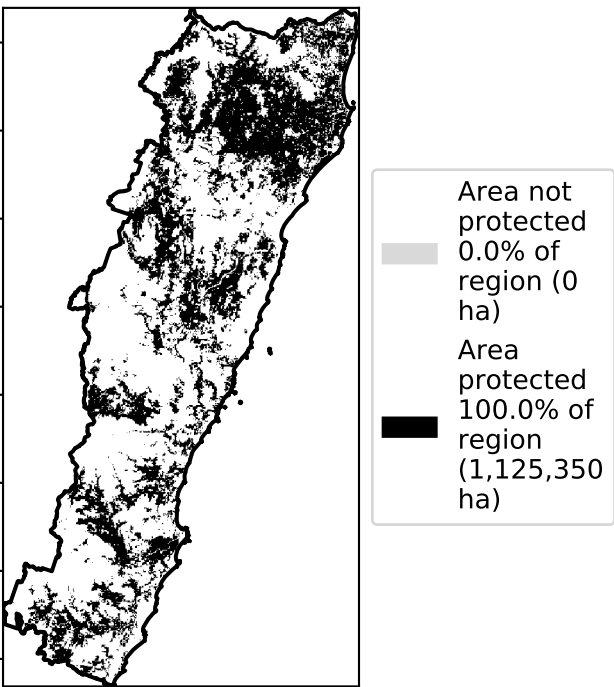 Area not
protected
0.0% of
region (0
ha)
Area
protected
100.0% of
region
(1,125,350
ha)